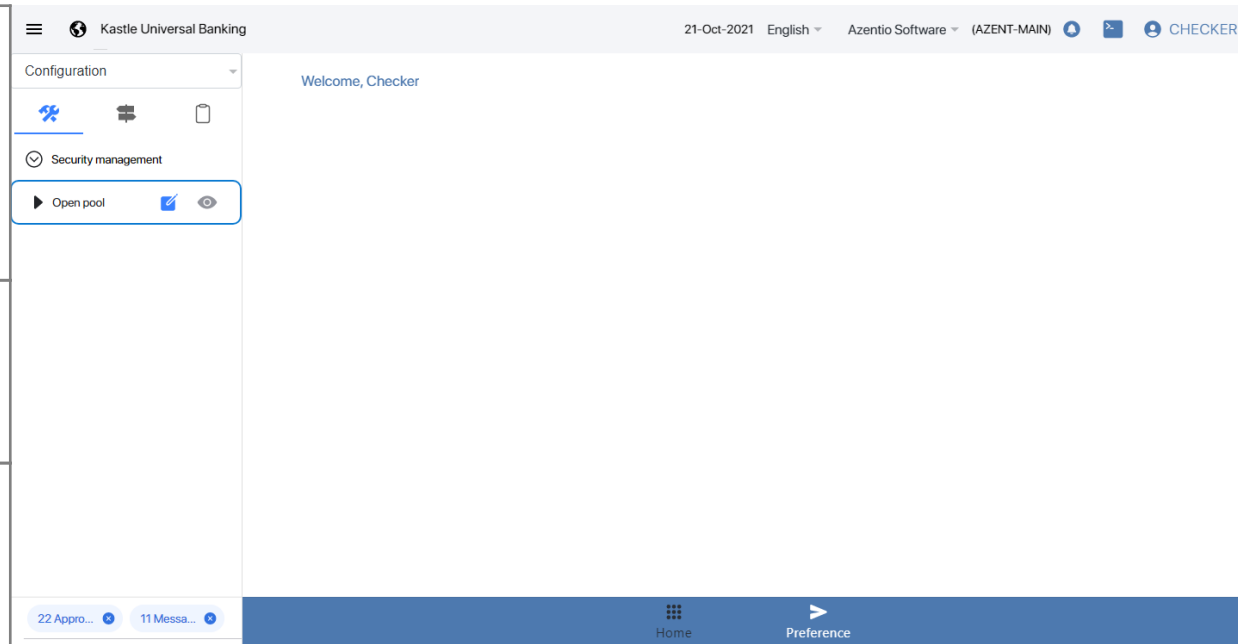 Kastle Universal Banking 21-Oct-2021 English Azentio Software (AZENT-MAIN) CHECKER
Configuration
Welcome, Checker
Security management
Open pool
22 Appro... 11 Messa...
Home Preference